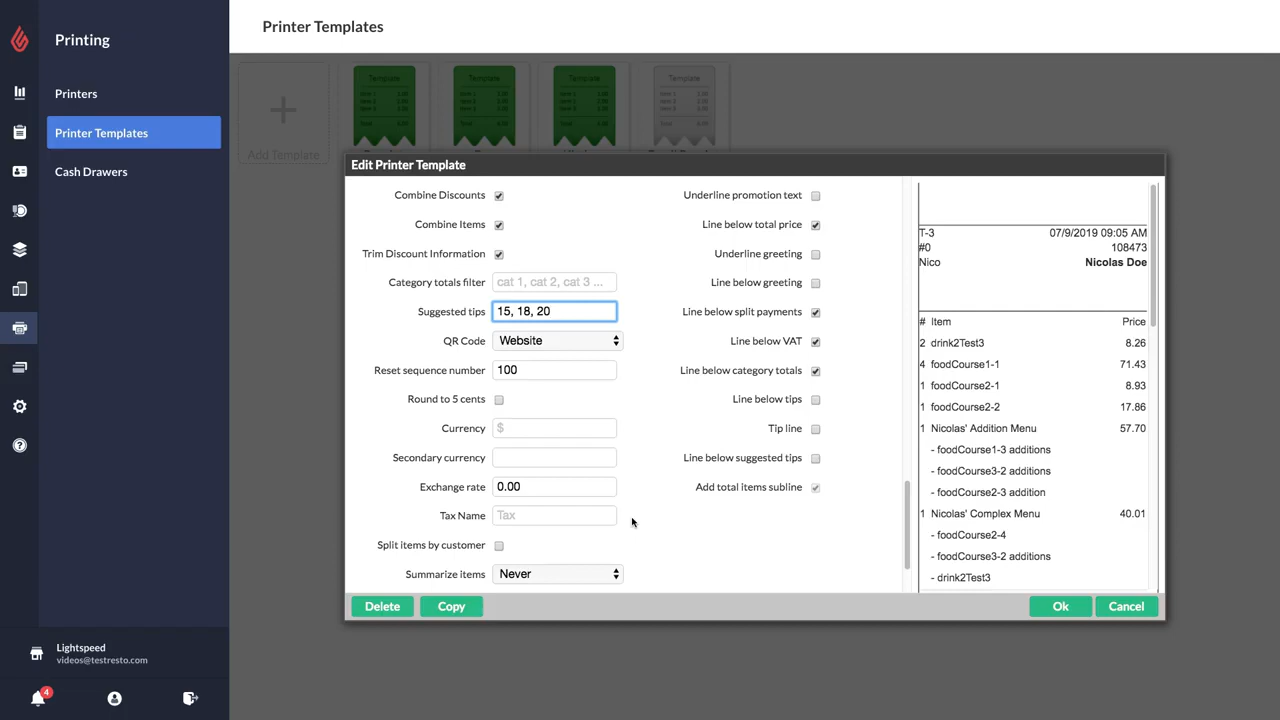 Printing
Printers
Printer Templates
Cash Drawers
Lightspeed
videos@testresto.com
4
Printer Templates
Add Template
Template
Template
Template
Template
Edit Printer Template
Combine Discounts
Combine Items
Trim Discount Information
Category totals filter cat 1, cat 2, cat 3 ...
Suggested tips 15, 18, 20
QR Code Website
Reset sequence number 100
Round to 5 cents
Currency $
Secondary currency
Exchange rate 0.00
Tax Name Tax
Split items by customer
Summarize items Never
Underline promotion text
Line below total price
Underline greeting
Line below greeting
Line below split payments
Line below VAT
Line below category totals
Line below tips
Tip line
Line below suggested tips
Add total items subline
T-3 07/9/2019 09:05 AM
#0 108473
Nico Nicolas Doe
# Item Price
2 drink2Test3 8.26
4 foodCourse1-1 71.43
1 foodCourse2-1 8.93
1 foodCourse2-2 17.86
1 Nicolas' Addition Menu 57.70
- foodCourse1-3 additions
- foodCourse3-2 additions
- foodCourse2-3 addition
1 Nicolas' Complex Menu 40.01
- foodCourse2-4
- foodCourse3-2 additions
- drink2Test3
Delete Copy Ok Cancel